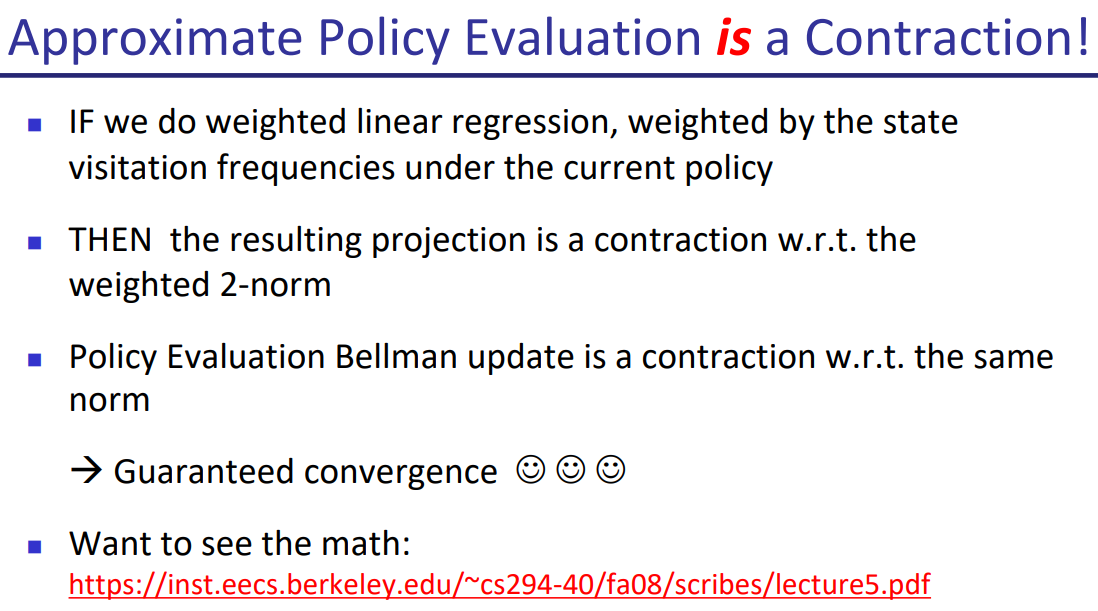 Approximate Policy Evaluation is a Contraction!
▪ IF we do weighted linear regression, weighted by the state
visitation frequencies under the current policy
▪ THEN the resulting projection is a contraction w.r.t. the
weighted 2-norm
▪ Policy Evaluation Bellman update is a contraction w.r.t. the same
norm
→ Guaranteed convergence ☺ ☺ ☺
▪ Want to see the math:
https://inst.eecs.berkeley.edu/~cs294-40/fa08/scribes/lecture5.pdf